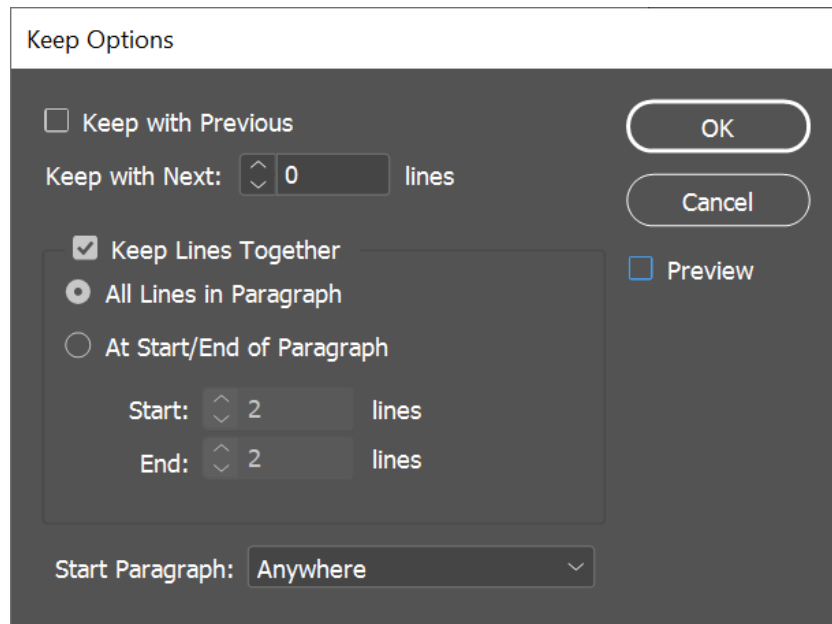 Keep Options
Keep with Previous
OK
Keep with Next: 0 lines
Cancel
Keep Lines Together
Preview
All Lines in Paragraph
At Start/End of Paragraph
Start: 2 lines
End: 2 lines
Start Paragraph: Anywhere